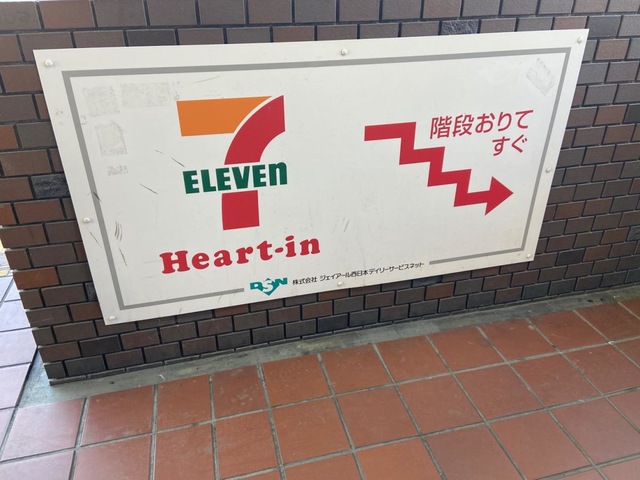 7
ELEVEn
Heart-in
階段おりて
すぐ
DSN 株式会社 ジェイアール西日本デイリーサービスネット